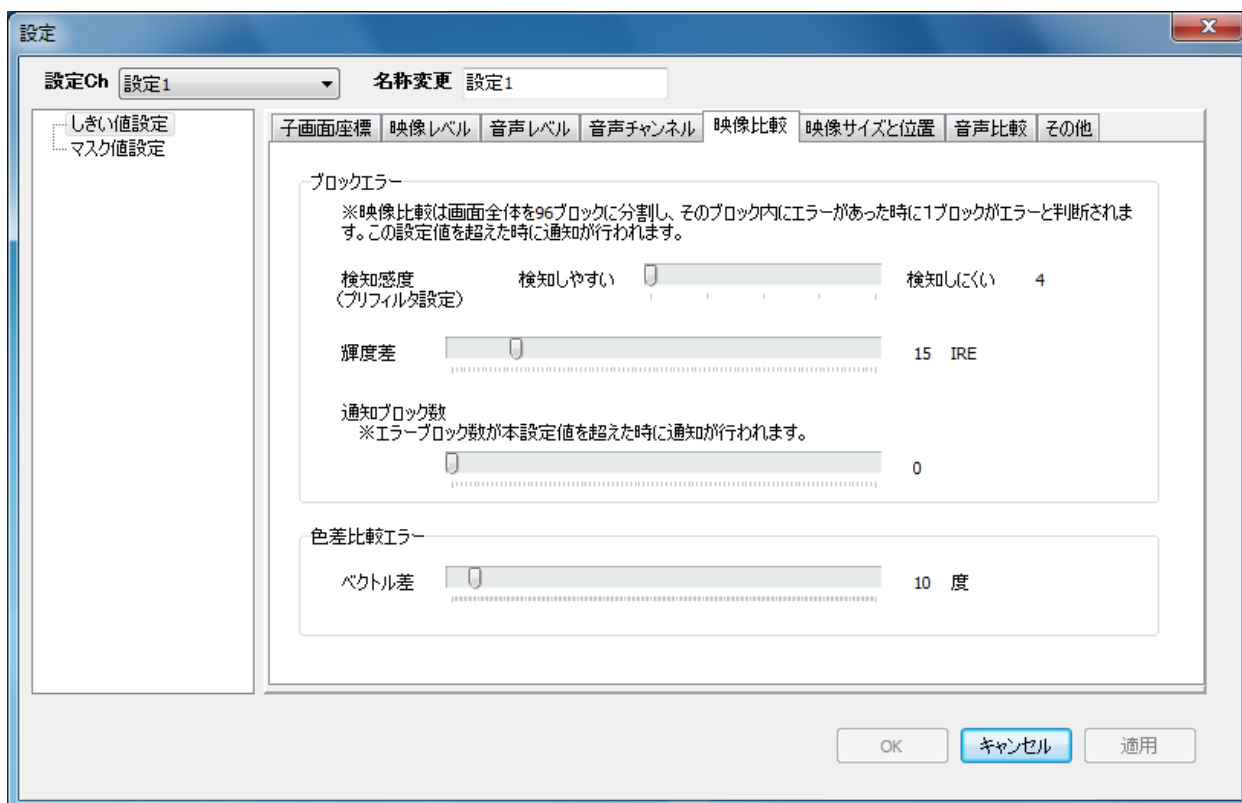 設定
設定Ch 設定1 名称変更 設定1
しきい値設定
マスク値設定
子画面座標 映像レベル 音声レベル 音声チャンネル 映像比較 映像サイズと位置 音声比較 その他
ブロックエラー
※映像比較は画面全体を96ブロックに分割し、そのブロック内にエラーがあった時に1ブロックがエラーと判断されま
す。この設定値を超えた時に通知が行われます。
検知感度 検知しやすい 検知しにくい 4
(プリフィルタ設定)
輝度差 15 IRE
通知ブロック数
※エラーブロック数が本設定値を超えた時に通知が行われます。
0
色差比較エラー
ベクトル差 10 度
OK キャンセル 適用